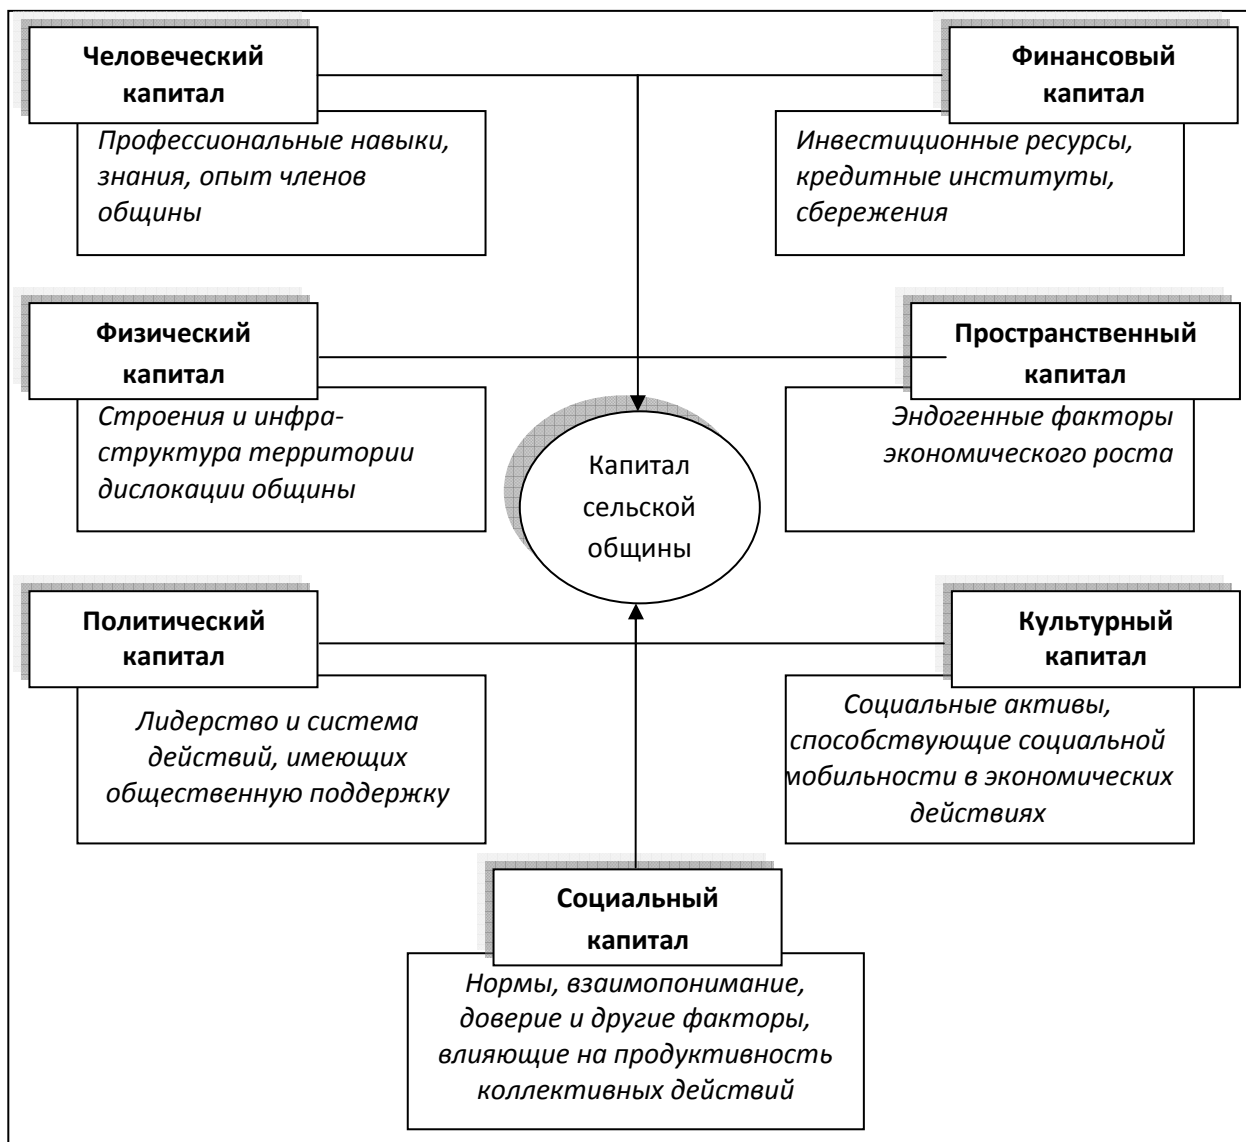 Человеческий
капитал
Профессиональные навыки,
знания, опыт членов
общины
Финансовый
капитал
Инвестиционные ресурсы,
кредитные институты,
сбережения
Физический
капитал
Строения и инфра-
структура территории
дислокации общины
Пространственный
капитал
Эндогенные факторы
экономического роста
Капитал
сельской
общины
Политический
капитал
Лидерство и система
действий, имеющих
общественную поддержку
Культурный
капитал
Социальные активы,
способствующие социальной
мобильности в экономических
действиях
Социальный
капитал
Нормы, взаимопонимание,
доверие и другие факторы,
влияющие на продуктивность
коллективных действий